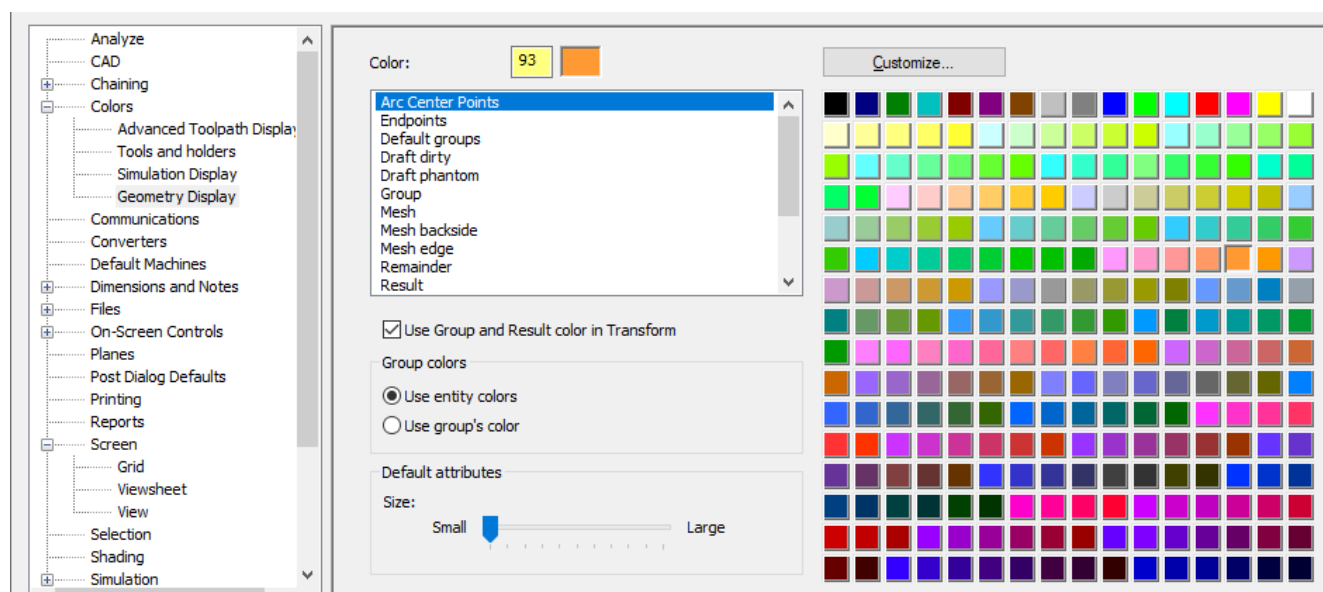 Analyze
CAD
Chaining
Colors
Advanced Toolpath Display
Tools and holders
Simulation Display
Geometry Display
Communications
Converters
Default Machines
Dimensions and Notes
Files
On-Screen Controls
Planes
Post Dialog Defaults
Printing
Reports
Screen
Grid
Viewsheet
View
Selection
Shading
Simulation
Color:
93
Customize...
Arc Center Points
Endpoints
Default groups
Draft dirty
Draft phantom
Group
Mesh
Mesh backside
Mesh edge
Remainder
Result
Use Group and Result color in Transform
Group colors
Use entity colors
Use group's color
Default attributes
Size:
Small
Large